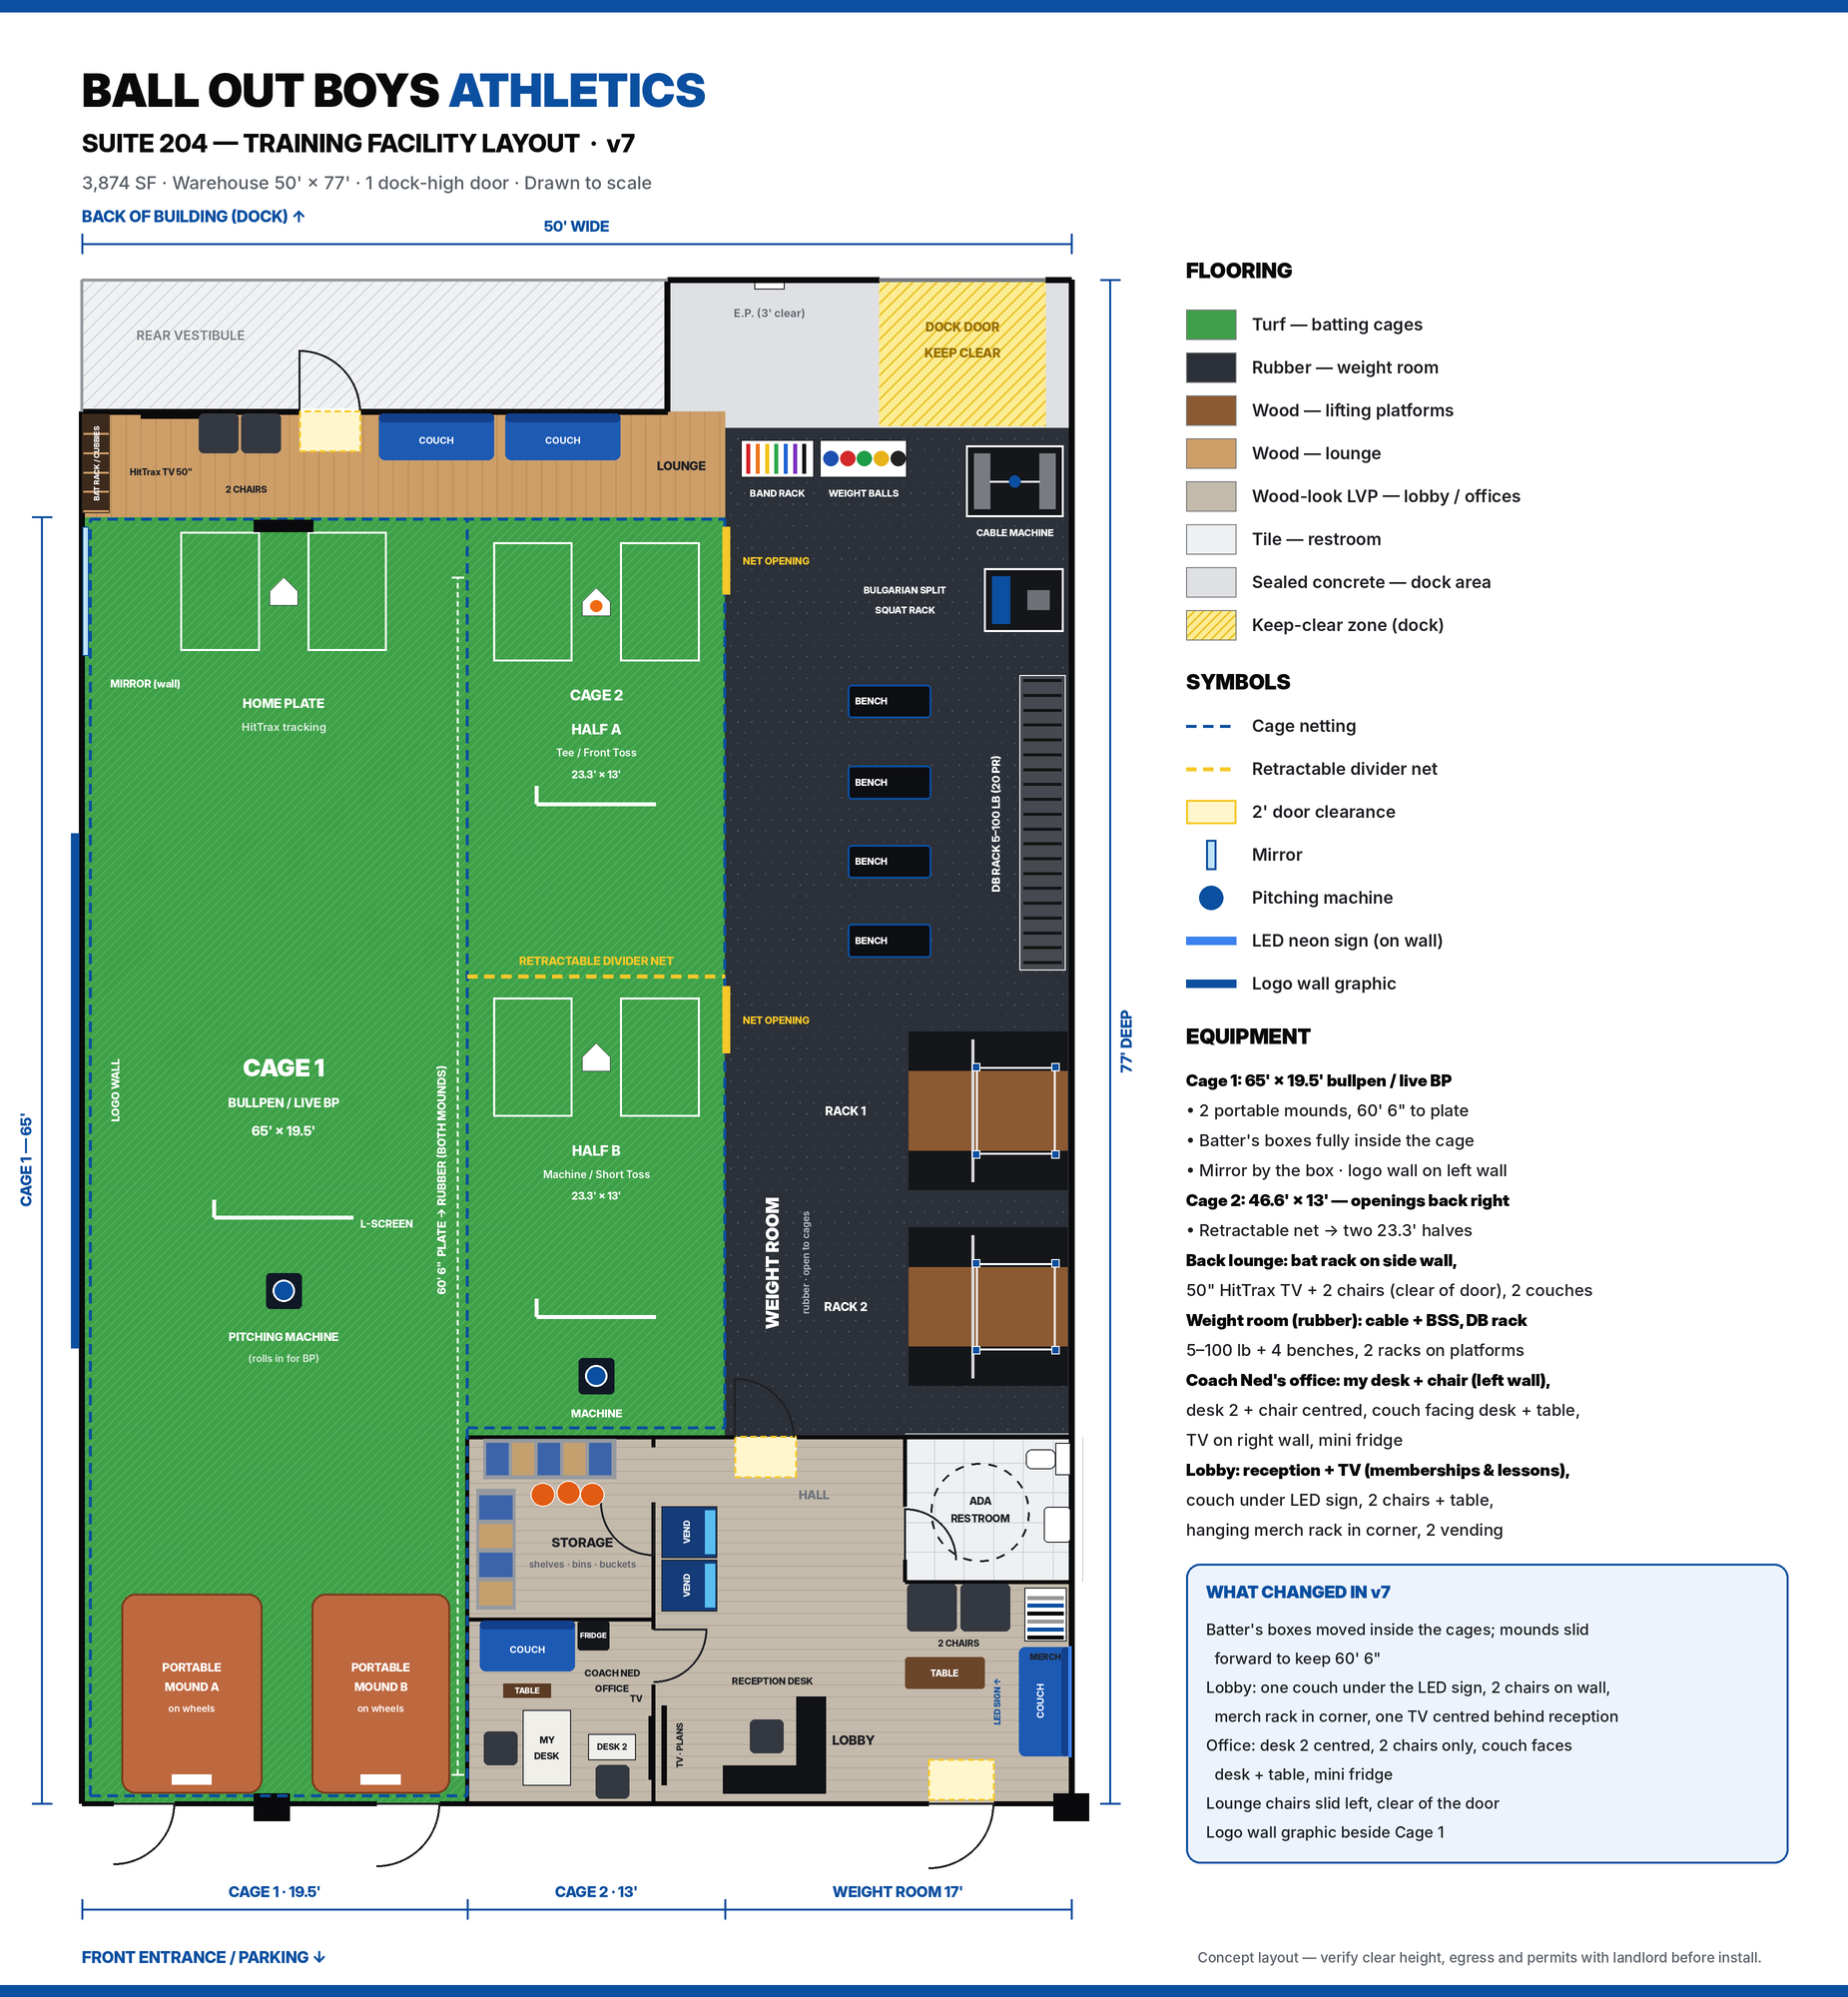 BALL OUT BOYS ATHLETICS
SUITE 204 — TRAINING FACILITY LAYOUT · v7
3,874 SF · Warehouse 50' × 77' · 1 dock-high door · Drawn to scale
BACK OF BUILDING (DOCK) ↑
50' WIDE
REAR VESTIBULE
E.P. (3' clear)
DOCK DOOR
KEEP CLEAR
BAT RACK / CUBBIES
HitTrax TV 50"
2 CHAIRS
COUCH
COUCH
LOUNGE
BAND RACK
WEIGHT BALLS
CABLE MACHINE
NET OPENING
BULGARIAN SPLIT
SQUAT RACK
MIRROR (wall)
HOME PLATE
HitTrax tracking
CAGE 2
HALF A
Tee / Front Toss
23.3' × 13'
BENCH
BENCH
BENCH
BENCH
DB RACK 5–100 LB (20 PR)
RETRACTABLE DIVIDER NET
NET OPENING
77' DEEP
CAGE 1 — 65'
LOGO WALL
CAGE 1
BULLPEN / LIVE BP
65' × 19.5'
60' 6" PLATE → RUBBER (BOTH MOUNDS)
HALF B
Machine / Short Toss
23.3' × 13'
RACK 1
WEIGHT ROOM
rubber · open to cages
RACK 2
L-SCREEN
PITCHING MACHINE
(rolls in for BP)
MACHINE
STORAGE
shelves · bins · buckets
VEND
VEND
HALL
ADA
RESTROOM
PORTABLE
MOUND A
on wheels
PORTABLE
MOUND B
on wheels
COUCH
FRIDGE
COACH NED
OFFICE
TV
TABLE
MY
DESK
DESK 2
TV · PLANS
RECEPTION DESK
LOBBY
2 CHAIRS
TABLE
MERCH
LED SIGN ↑
COUCH
CAGE 1 · 19.5'
CAGE 2 · 13'
WEIGHT ROOM 17'
FRONT ENTRANCE / PARKING ↓
FLOORING
Turf — batting cages
Rubber — weight room
Wood — lifting platforms
Wood — lounge
Wood-look LVP — lobby / offices
Tile — restroom
Sealed concrete — dock area
Keep-clear zone (dock)
SYMBOLS
Cage netting
Retractable divider net
2' door clearance
Mirror
Pitching machine
LED neon sign (on wall)
Logo wall graphic
EQUIPMENT
Cage 1: 65' × 19.5' bullpen / live BP
• 2 portable mounds, 60' 6" to plate
• Batter's boxes fully inside the cage
• Mirror by the box · logo wall on left wall
Cage 2: 46.6' × 13' — openings back right
• Retractable net → two 23.3' halves
Back lounge: bat rack on side wall,
50" HitTrax TV + 2 chairs (clear of door), 2 couches
Weight room (rubber): cable + BSS, DB rack
5–100 lb + 4 benches, 2 racks on platforms
Coach Ned's office: my desk + chair (left wall),
desk 2 + chair centred, couch facing desk + table,
TV on right wall, mini fridge
Lobby: reception + TV (memberships & lessons),
couch under LED sign, 2 chairs + table,
hanging merch rack in corner, 2 vending
WHAT CHANGED IN v7
Batter's boxes moved inside the cages; mounds slid
forward to keep 60' 6"
Lobby: one couch under the LED sign, 2 chairs on wall,
merch rack in corner, one TV centred behind reception
Office: desk 2 centred, 2 chairs only, couch faces
desk + table, mini fridge
Lounge chairs slid left, clear of the door
Logo wall graphic beside Cage 1
Concept layout — verify clear height, egress and permits with landlord before install.